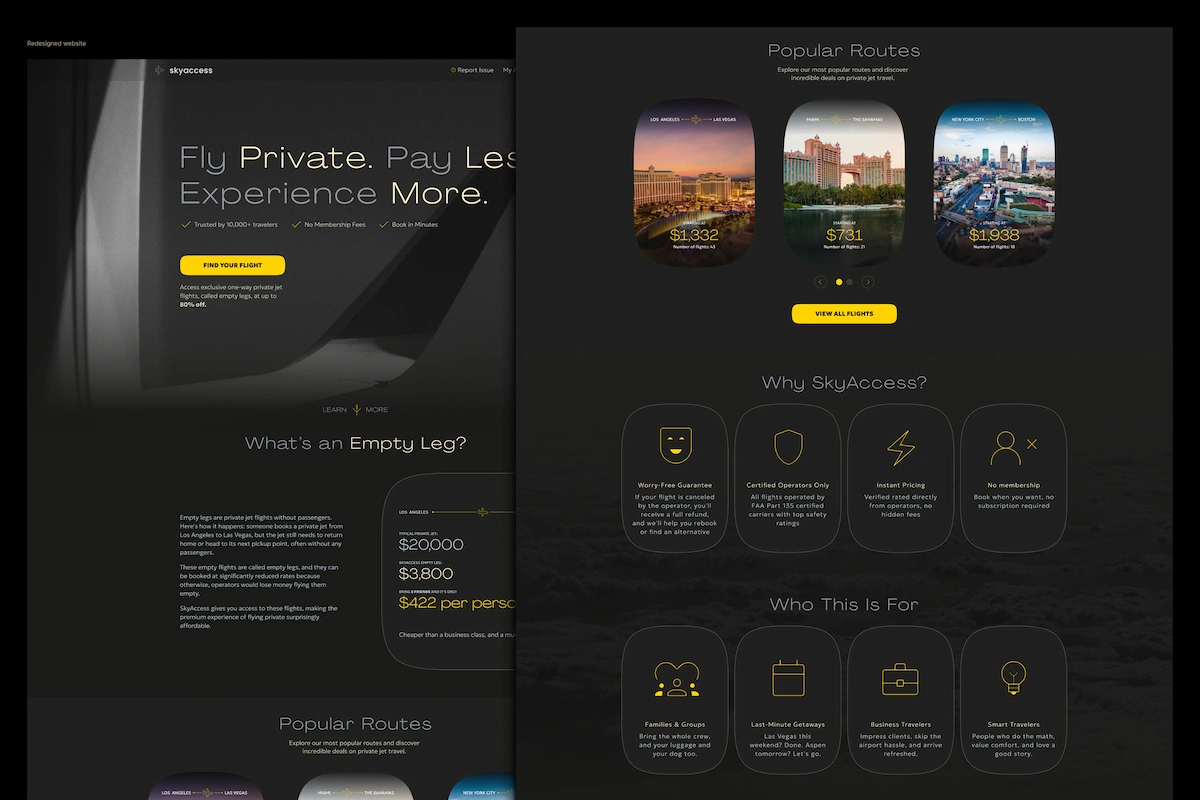 Redesigned website
skyaccess
Report Issue
My
Fly Private. Pay Les
Experience More.
Trusted by 10,000+ travelers
No Membership Fees
Book in Minutes
FIND YOUR FLIGHT
Access exclusive one-way private jet
flights, called empty legs, at up to
80% off.
LEARN MORE
What's an Empty Leg?
Empty legs are private jet flights without passengers.
Here's how it happens: someone books a private jet from
Los Angeles to Las Vegas, but the jet still needs to return
home or head to its next pickup point, often without any
passengers.
These empty flights are called empty legs, and they can
be booked at significantly reduced rates because
otherwise, operators would lose money flying them
empty.
SkyAccess gives you access to these flights, making the
premium experience of flying private surprisingly
affordable.
LOS ANGELES
TYPICAL PRIVATE JET:
$20,000
SKYACCESS EMPTY LEG:
$3,800
BRING 8 FRIENDS AND IT'S ONLY
$422 per perso
Cheaper than a business class, and a mu
Popular Routes
Explore our most popular routes and discover
incredible deals on private jet travel.
LOS ANGELES LAS VEGAS
MIAMI THE BAHAMAS
NEW YORK CITY
Popular Routes
Explore our most popular routes and discover
incredible deals on private jet travel.
LOS ANGELES LAS VEGAS
STARTING AT
$1,332
Number of flights: 43
MIAMI THE BAHAMAS
STARTING AT
$731
Number of flights: 21
NEW YORK CITY BOSTON
STARTING AT
$1,938
Number of flights: 18
VIEW ALL FLIGHTS
Why SkyAccess?
Worry-Free Guarantee
If your flight is canceled
by the operator, you'll
receive a full refund,
and we'll help you rebook
or find an alternative
Certified Operators Only
All flights operated by
FAA Part 135 certified
carriers with top safety
ratings
Instant Pricing
Verified rated directly
from operators, no
hidden fees
No membership
Book when you want, no
subscription required
Who This Is For
Families & Groups
Bring the whole crew,
and your luggage and
your dog too.
Last-Minute Getaways
Las Vegas this
weekend? Done. Aspen
tomorrow? Let's go.
Business Travelers
Impress clients, skip the
airport hassle, and arrive
refreshed.
Smart Travelers
People who do the math,
value comfort, and love a
good story.